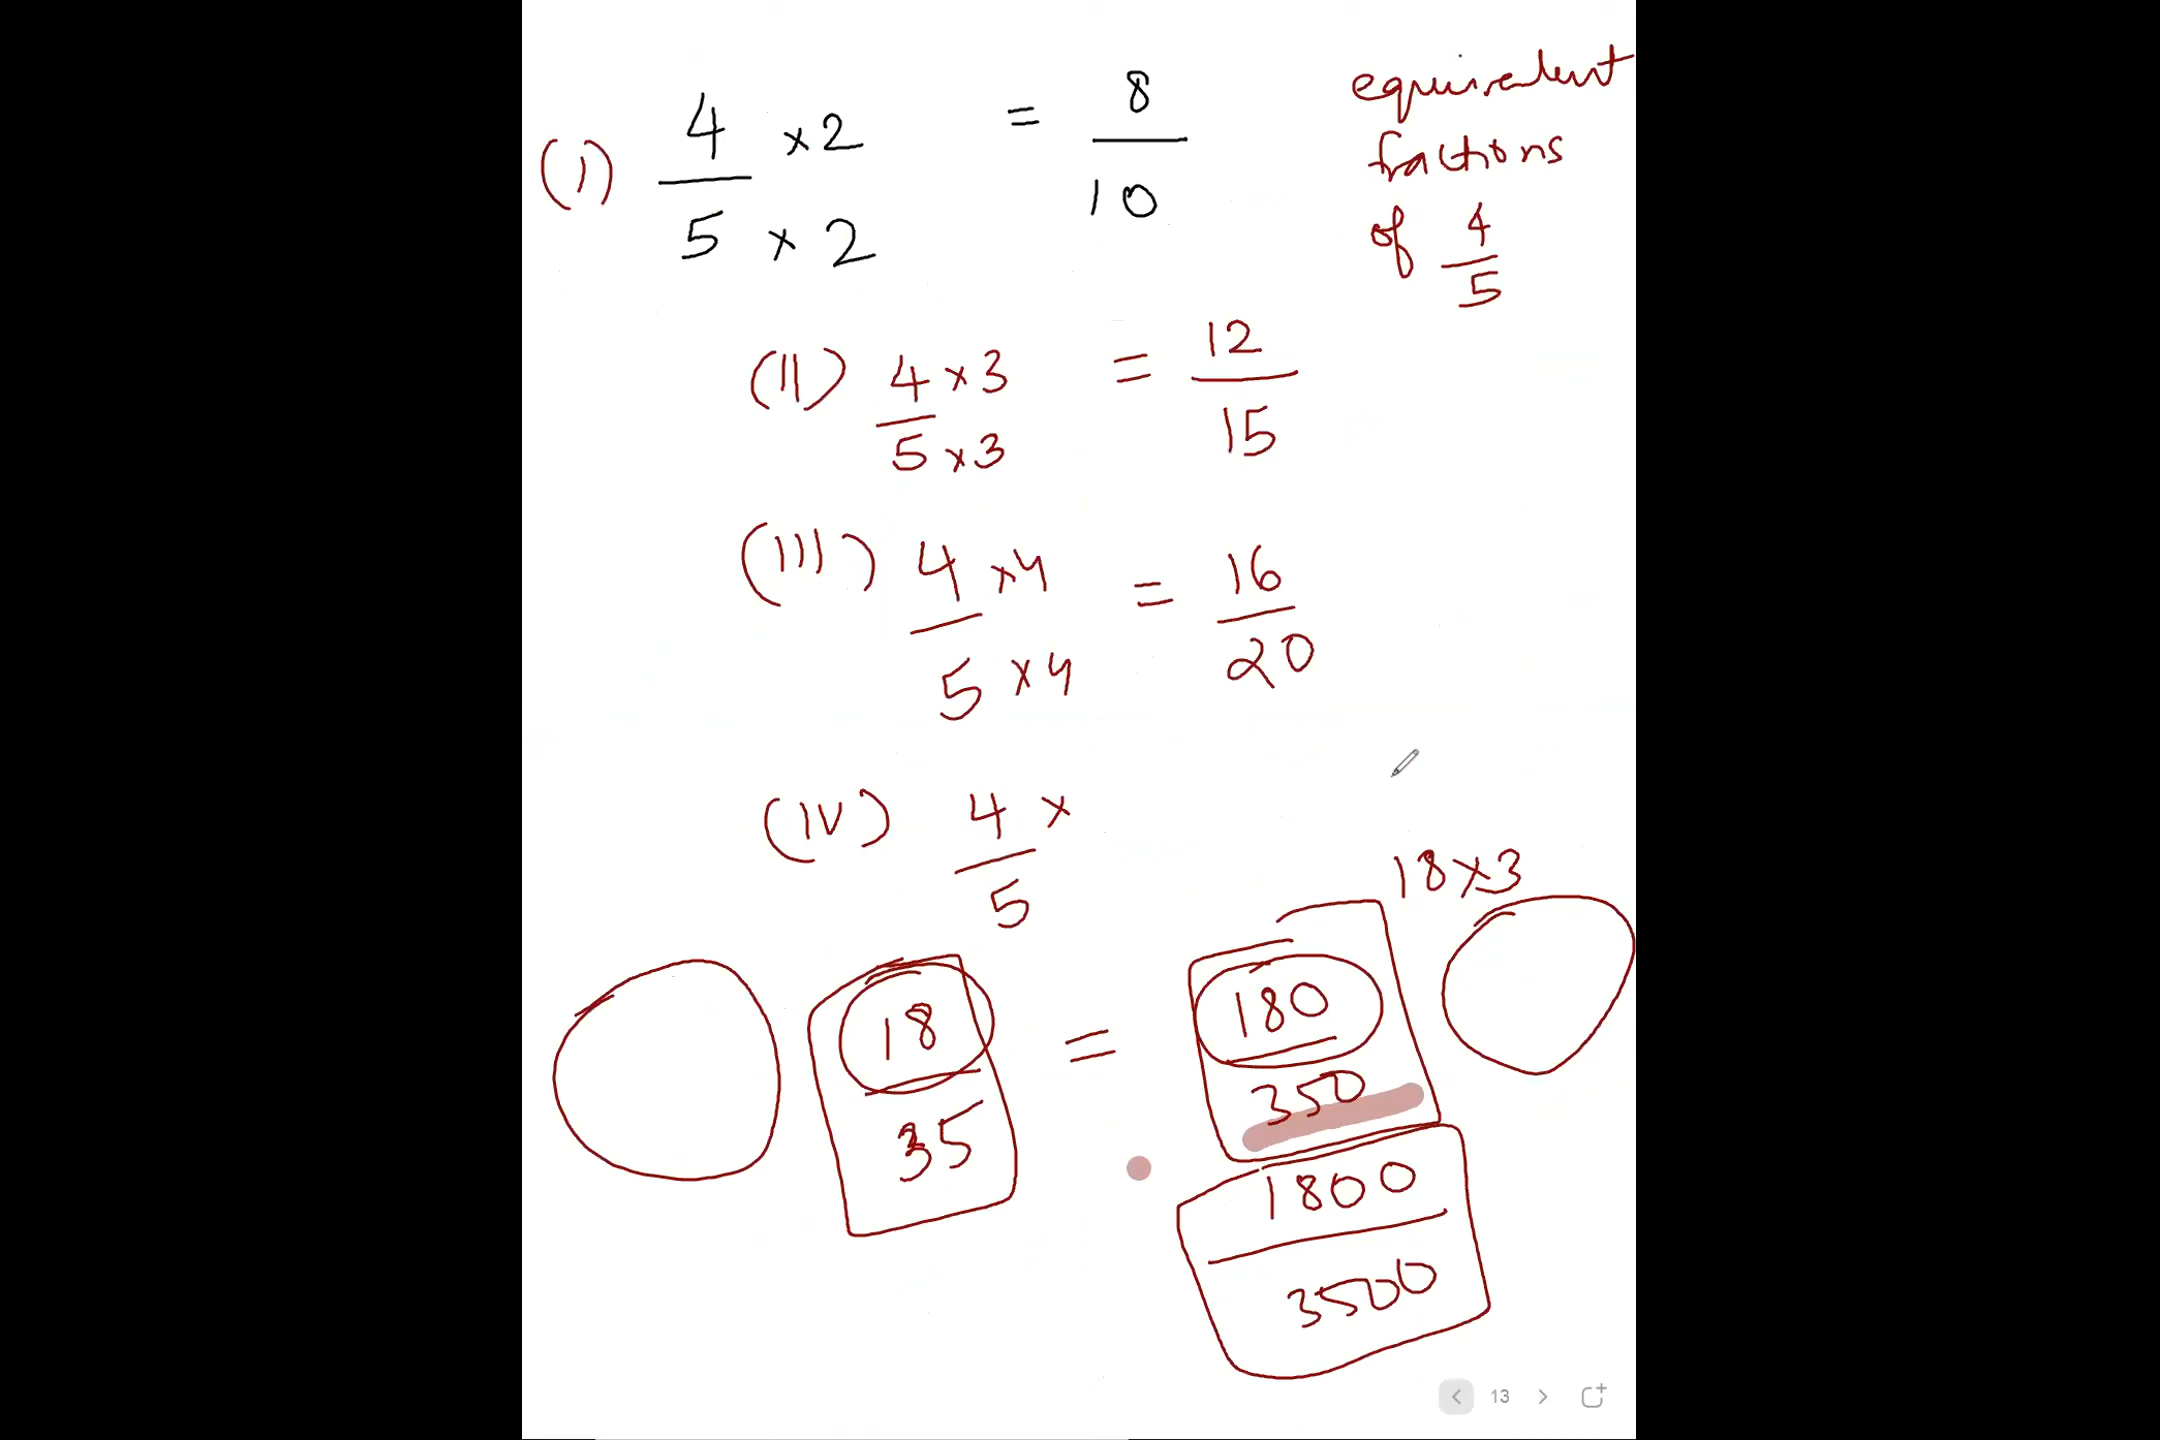 (I) 4 ×2 = 8
5 × 2 10
equivalent
fractions
of 4
5
(II) 4 ×3 = 12
5 ×3 15
(III) 4 ×4 = 16
5 ×4 20
(IV) 4 ×
5
18×3
18 = 180
35 350
1800
3500
13